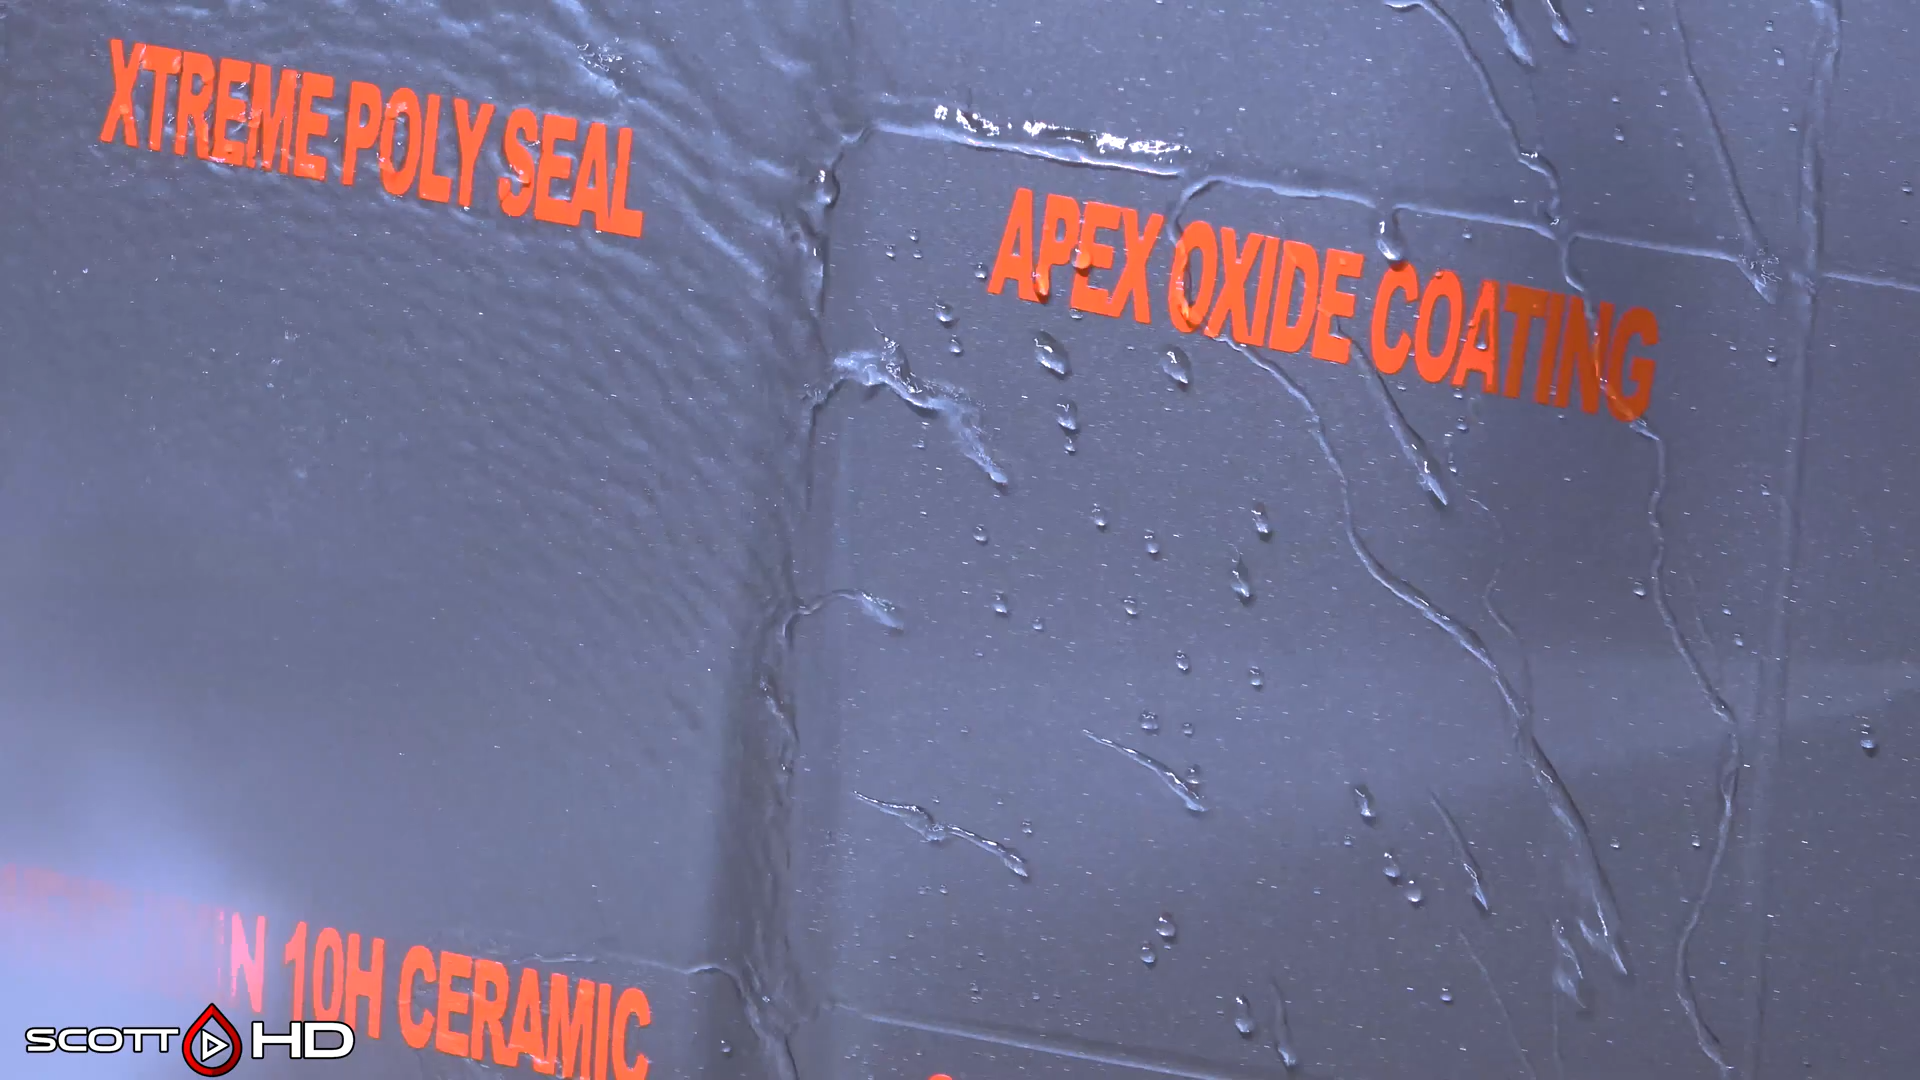 XTREME POLY SEAL
APEX OXIDE COATING
N 10H CERAMIC
SCOTT HD